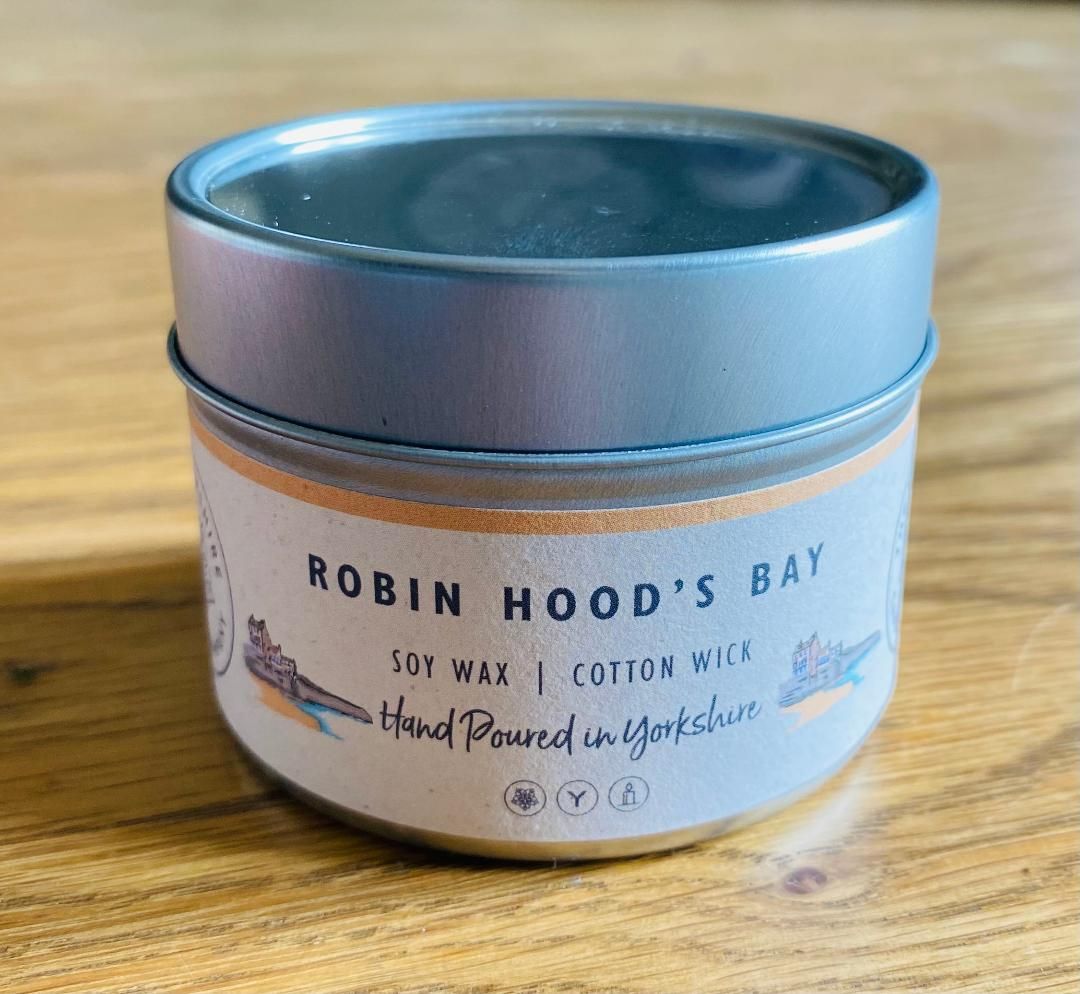 ROBIN HOOD'S BAY
SOY WAX | COTTON WICK
Hand Poured in Yorkshire
Y